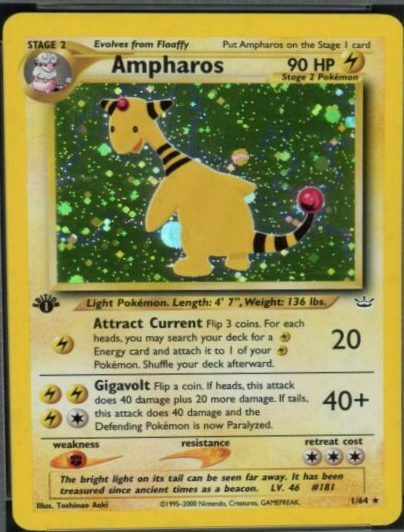 STAGE 2 Evolves from Flaaffy Put Ampharos on the Stage 1 card
Ampharos 90 HP
Stage 2 Pokémon
EDITION
1
Light Pokémon. Length: 4' 7", Weight: 136 lbs.
Attract Current Flip 3 coins. For each
heads, you may search your deck for a
Energy card and attach it to 1 of your
Pokémon. Shuffle your deck afterward.
20
Gigavolt Flip a coin. If heads, this attack
does 40 damage plus 20 more damage. If tails,
this attack does 40 damage and the
Defending Pokémon is now Paralyzed.
40+
weakness resistance retreat cost
The bright light on its tail can be seen far away. It has been
treasured since ancient times as a beacon. LV. 46 #181
Illus. Toshinao Aoki ©1995-2000 Nintendo, Creatures, GAMEFREAK. 1/64 ★